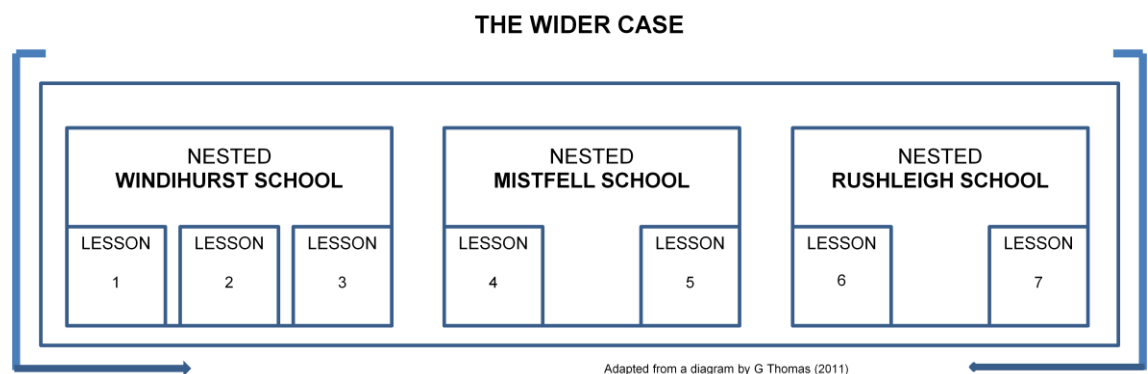 THE WIDER CASE
NESTED
WINDIHURST SCHOOL
LESSON
1
LESSON
2
LESSON
3
NESTED
MISTFELL SCHOOL
LESSON
4
LESSON
5
NESTED
RUSHLEIGH SCHOOL
LESSON
6
LESSON
7
Adapted from a diagram by G Thomas (2011)